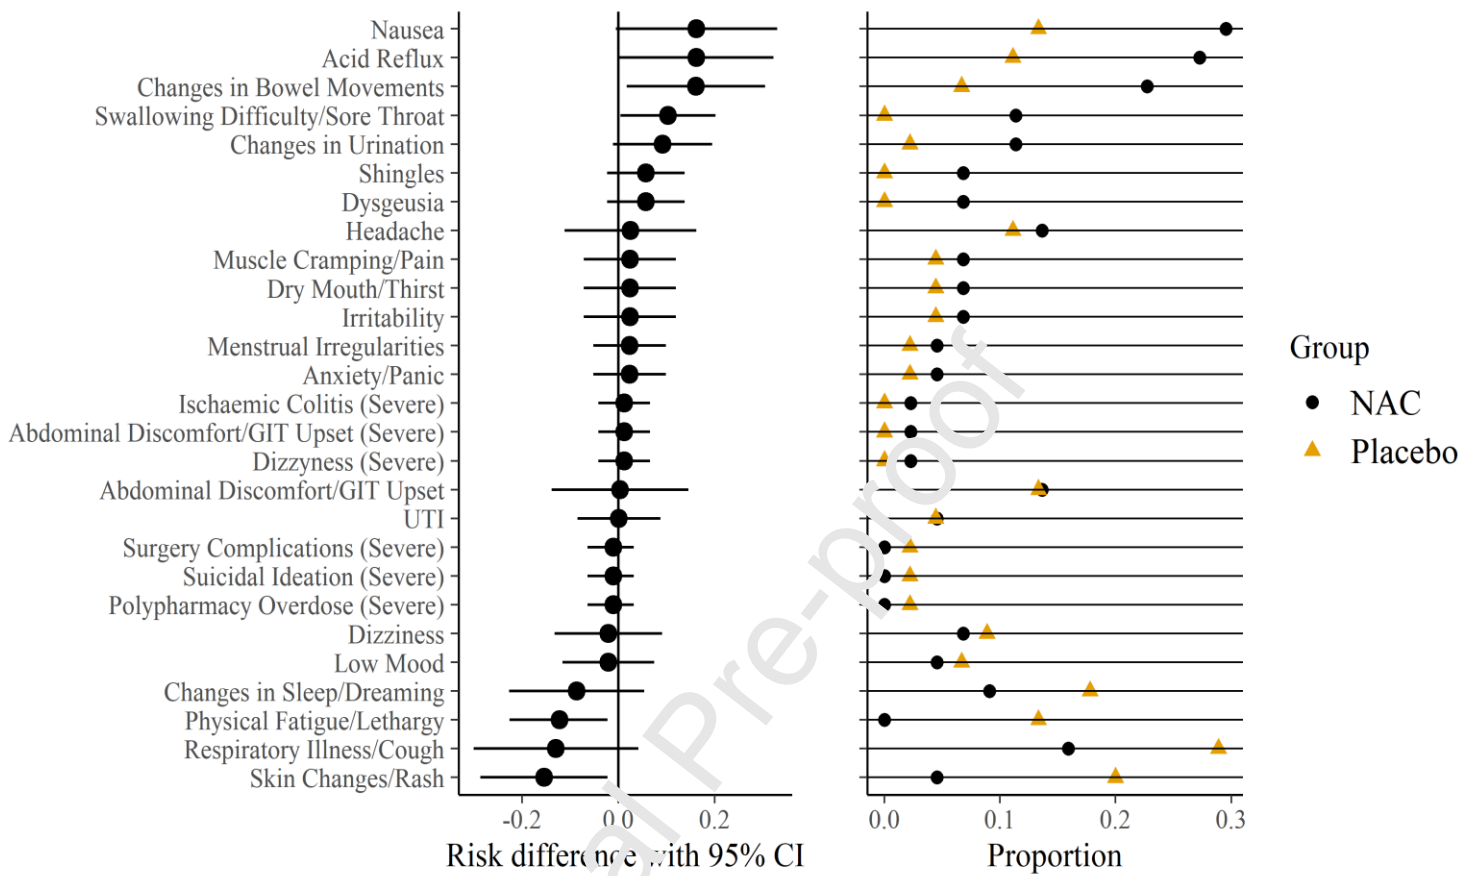 Nausea
Acid Reflux
Changes in Bowel Movements
Swallowing Difficulty/Sore Throat
Changes in Urination
Shingles
Dysgeusia
Headache
Muscle Cramping/Pain
Dry Mouth/Thirst
Irritability
Menstrual Irregularities
Anxiety/Panic
Ischaemic Colitis (Severe)
Abdominal Discomfort/GIT Upset (Severe)
Dizzyness (Severe)
Abdominal Discomfort/GIT Upset
UTI
Surgery Complications (Severe)
Suicidal Ideation (Severe)
Polypharmacy Overdose (Severe)
Dizziness
Low Mood
Changes in Sleep/Dreaming
Physical Fatigue/Lethargy
Respiratory Illness/Cough
Skin Changes/Rash
-0.2 0.0 0.2
Risk difference with 95% CI
0.0 0.1 0.2 0.3
Proportion
Group
NAC
Placebo
al Pre-proof